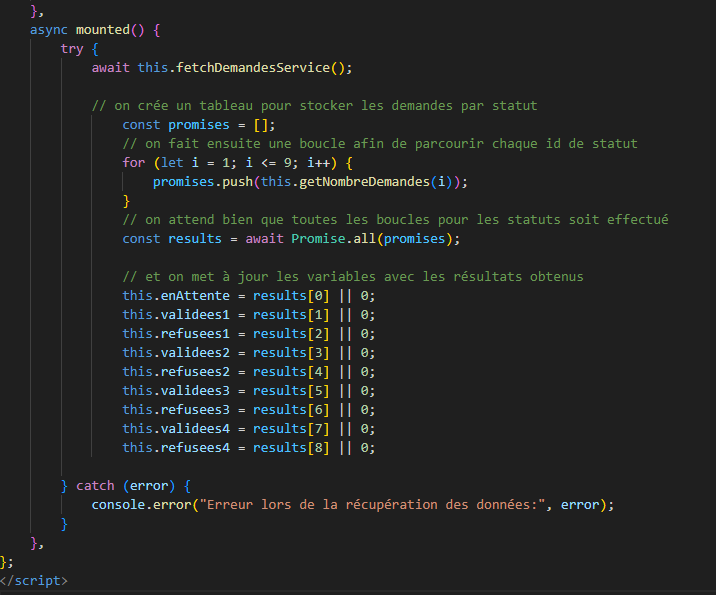 },
async mounted() {
try {
await this.fetchDemandesService();
// on crée un tableau pour stocker les demandes par statut
const promises = [];
// on fait ensuite une boucle afin de parcourir chaque id de statut
for (let i = 1; i <= 9; i++) {
promises.push(this.getNombreDemandes(i));
}
// on attend bien que toutes les boucles pour les statuts soit effectué
const results = await Promise.all(promises);
// et on met à jour les variables avec les résultats obtenus
this.enAttente = results[0] || 0;
this.validees1 = results[1] || 0;
this.refusees1 = results[2] || 0;
this.validees2 = results[3] || 0;
this.refusees2 = results[4] || 0;
this.validees3 = results[5] || 0;
this.refusees3 = results[6] || 0;
this.validees4 = results[7] || 0;
this.refusees4 = results[8] || 0;
} catch (error) {
console.error("Erreur lors de la récupération des données:", error);
}
},
};
</script>